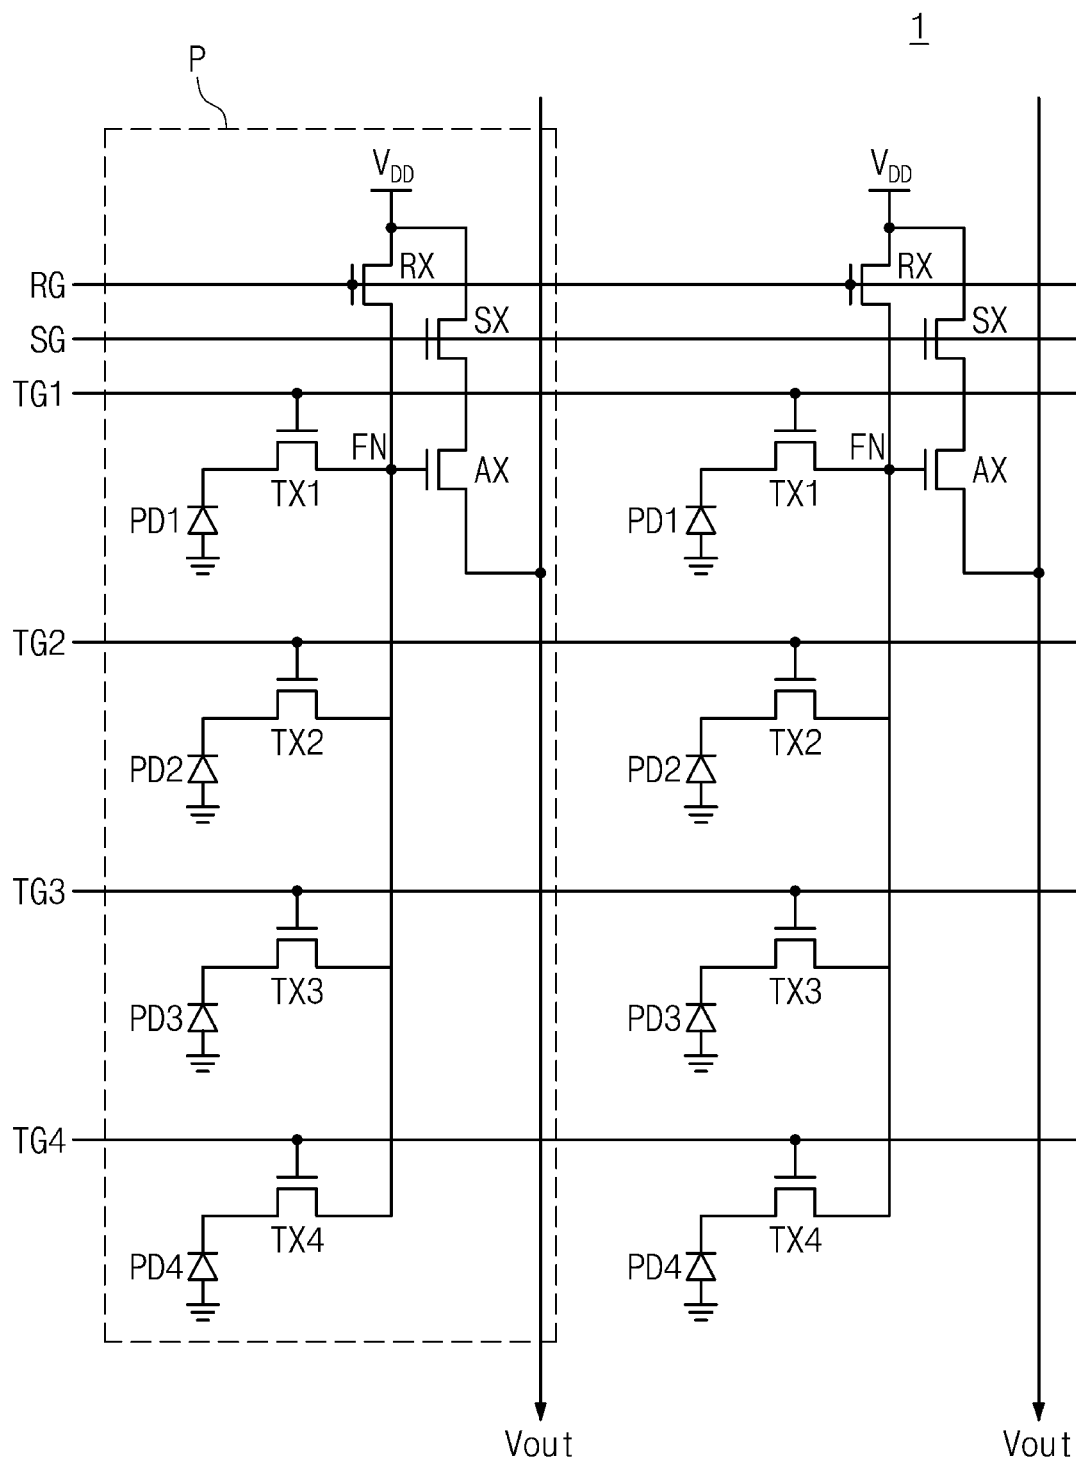 1
P
VDD VDD
RG RX RX
SG SX SX
TG1
FN AX FN AX
TX1 TX1
PD1 PD1
TG2
TX2 TX2
PD2 PD2
TG3
TX3 TX3
PD3 PD3
TG4
TX4 TX4
PD4 PD4
Vout Vout